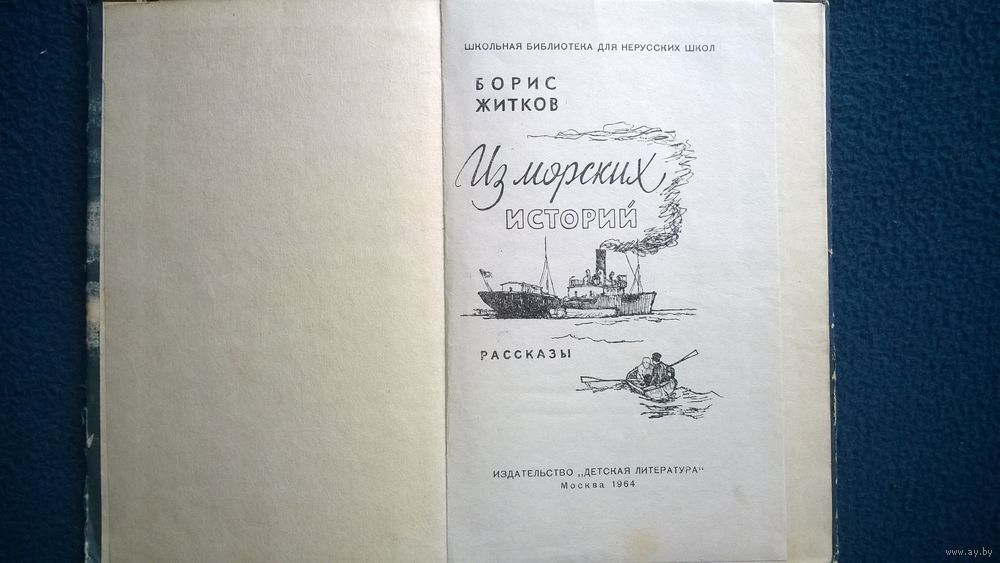 ШКОЛЬНАЯ БИБЛИОТЕКА ДЛЯ НЕРУССКИХ ШКОЛ
БОРИС
ЖИТКОВ
Из морских
ИСТОРИЙ
РАССКАЗЫ
ИЗДАТЕЛЬСТВО „ДЕТСКАЯ ЛИТЕРАТУРА“
Москва 1964
www.ay.by